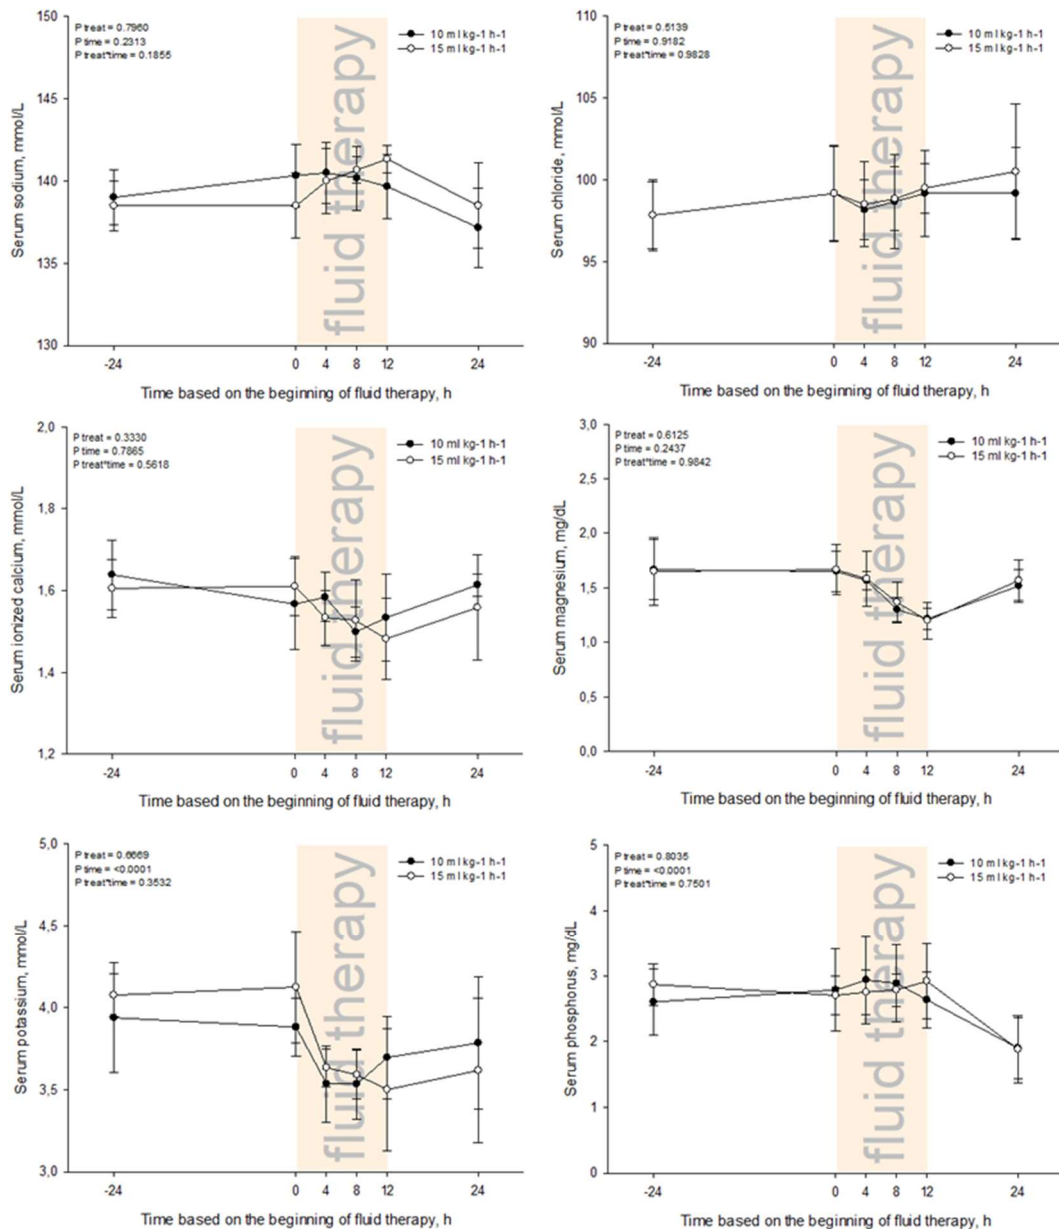 P treat = 0.7960
P time = 0.2313
P treat*time = 0.1855
10 ml kg-1 h-1
15 ml kg-1 h-1
fluid therapy
Serum sodium, mmol/L
150
145
140
135
130
-24
0
4
8
12
24
Time based on the beginning of fluid therapy, h
P treat = 0.5139
P time = 0.9182
P treat*time = 0.9828
10 ml kg-1 h-1
15 ml kg-1 h-1
fluid therapy
Serum chloride, mmol/L
110
105
100
95
90
-24
0
4
8
12
24
Time based on the beginning of fluid therapy, h
P treat = 0.3330
P time = 0.7865
P treat*time = 0.5618
10 ml kg-1 h-1
15 ml kg-1 h-1
fluid therapy
Serum ionized calcium, mmol/L
2,0
1,8
1,6
1,4
1,2
-24
0
4
8
12
24
Time based on the beginning of fluid therapy, h
P treat = 0.6125
P time = 0.2437
P treat*time = 0.9842
10 ml kg-1 h-1
15 ml kg-1 h-1
fluid therapy
Serum magnesium, mg/dL
3,0
2,5
2,0
1,5
1,0
0,5
0,0
-24
0
4
8
12
24
Time based on the beginning of fluid therapy, h
P treat = 0.6669
P time = <0.0001
P treat*time = 0.3532
10 ml kg-1 h-1
15 ml kg-1 h-1
fluid therapy
Serum potassium, mmol/L
5,0
4,5
4,0
3,5
3,0
-24
0
4
8
12
24
Time based on the beginning of fluid therapy, h
P treat = 0.8035
P time = <0.0001
P treat*time = 0.7501
10 ml kg-1 h-1
15 ml kg-1 h-1
fluid therapy
Serum phosphorus, mg/dL
5
4
3
2
1
0
-24
0
4
8
12
24
Time based on the beginning of fluid therapy, h